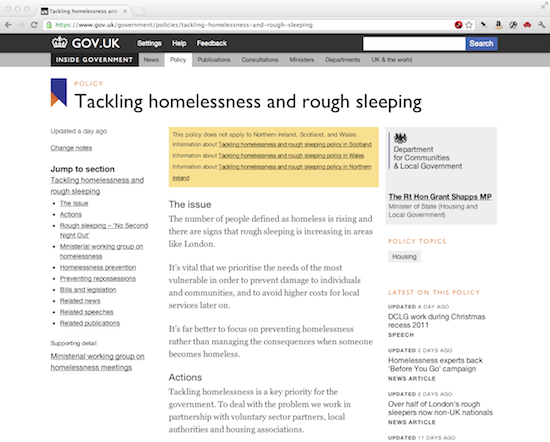 Tackling homelessness and
https://www.gov.uk/government/policies/tackling-homelessness-and-rough-sleeping
GOV.UK Settings Help Feedback Search
INSIDE GOVERNMENT News Policy Publications Consultations Ministers Departments UK & the world
POLICY
Tackling homelessness and rough sleeping
Updated a day ago
Change notes
Jump to section
Tackling homelessness and
rough sleeping
The issue
Actions
Rough sleeping – 'No Second
Night Out'
Ministerial working group on
homelessness
Homelessness prevention
Preventing repossessions
Bills and legislation
Related news
Related speeches
Related publications
Supporting detail
Ministerial working group on
homelessness meetings
This policy does not apply to Northern Ireland, Scotland, and Wales.
Information about Tackling homelessness and rough sleeping policy in Scotland
Information about Tackling homelessness and rough sleeping policy in Wales
Information about Tackling homelessness and rough sleeping policy in Northern
Ireland
The issue
The number of people defined as homeless is rising and
there are signs that rough sleeping is increasing in areas
like London.
It's vital that we prioritise the needs of the most
vulnerable in order to prevent damage to individuals
and communities, and to avoid higher costs for local
services later on.
It's far better to focus on preventing homelessness
rather than managing the consequences when someone
becomes homeless.
Actions
Tackling homelessness is a key priority for the
government. To deal with the problem we work in
partnership with voluntary sector partners, local
authorities and housing associations.
Department
for Communities
& Local Government
The Rt Hon Grant Shapps MP
Minister of State (Housing and
Local Government)
POLICY TOPICS
Housing
LATEST ON THIS POLICY
UPDATED A DAY AGO
DCLG work during Christmas
recess 2011
SPEECH
UPDATED 2 DAYS AGO
Homelessness experts back
'Before You Go' campaign
NEWS ARTICLE
UPDATED 2 DAYS AGO
Over half of London's rough
sleepers now non-UK nationals
NEWS ARTICLE
UPDATED 11 DAYS AGO